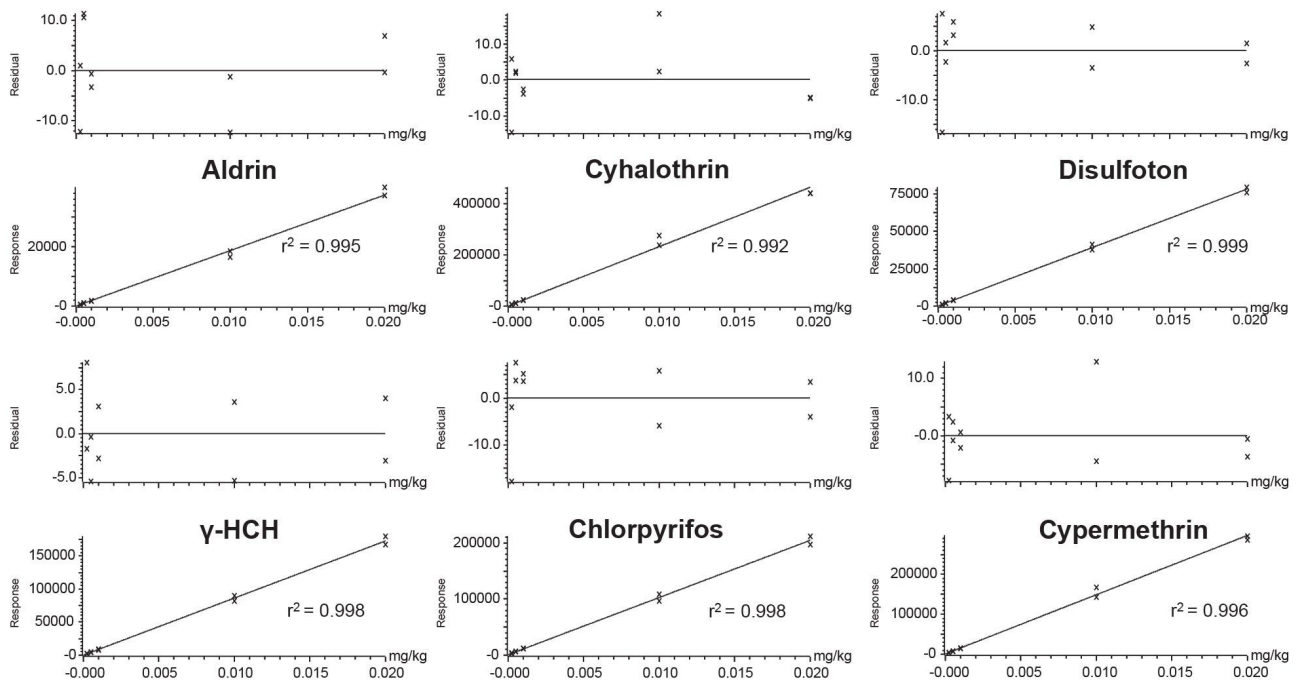 10.0
0.0
-10.0
Residual
mg/kg
10.0
0.0
-10.0
Residual
mg/kg
0.0
-10.0
Residual
mg/kg
Aldrin
Cyhalothrin
Disulfoton
20000
-0
Response
r2 = 0.995
mg/kg
-0.000 0.005 0.010 0.015 0.020
400000
200000
-0
Response
r2 = 0.992
mg/kg
-0.000 0.005 0.010 0.015 0.020
75000
50000
25000
-0
Response
r2 = 0.999
mg/kg
-0.000 0.005 0.010 0.015 0.020
5.0
0.0
-5.0
Residual
mg/kg
0.0
-10.0
Residual
mg/kg
10.0
-0.0
Residual
mg/kg
γ-HCH
Chlorpyrifos
Cypermethrin
150000
100000
50000
-0
Response
r2 = 0.998
mg/kg
-0.000 0.005 0.010 0.015 0.020
200000
100000
-0
Response
r2 = 0.998
mg/kg
-0.000 0.005 0.010 0.015 0.020
200000
100000
-0
Response
r2 = 0.996
mg/kg
-0.000 0.005 0.010 0.015 0.020